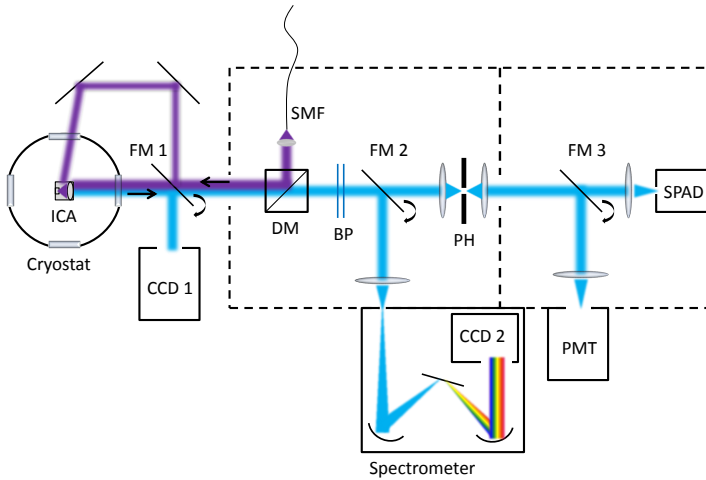 SMF
FM 1
FM 2
FM 3
ICA
DM
BP
PH
SPAD
Cryostat
CCD 1
CCD 2
PMT
Spectrometer